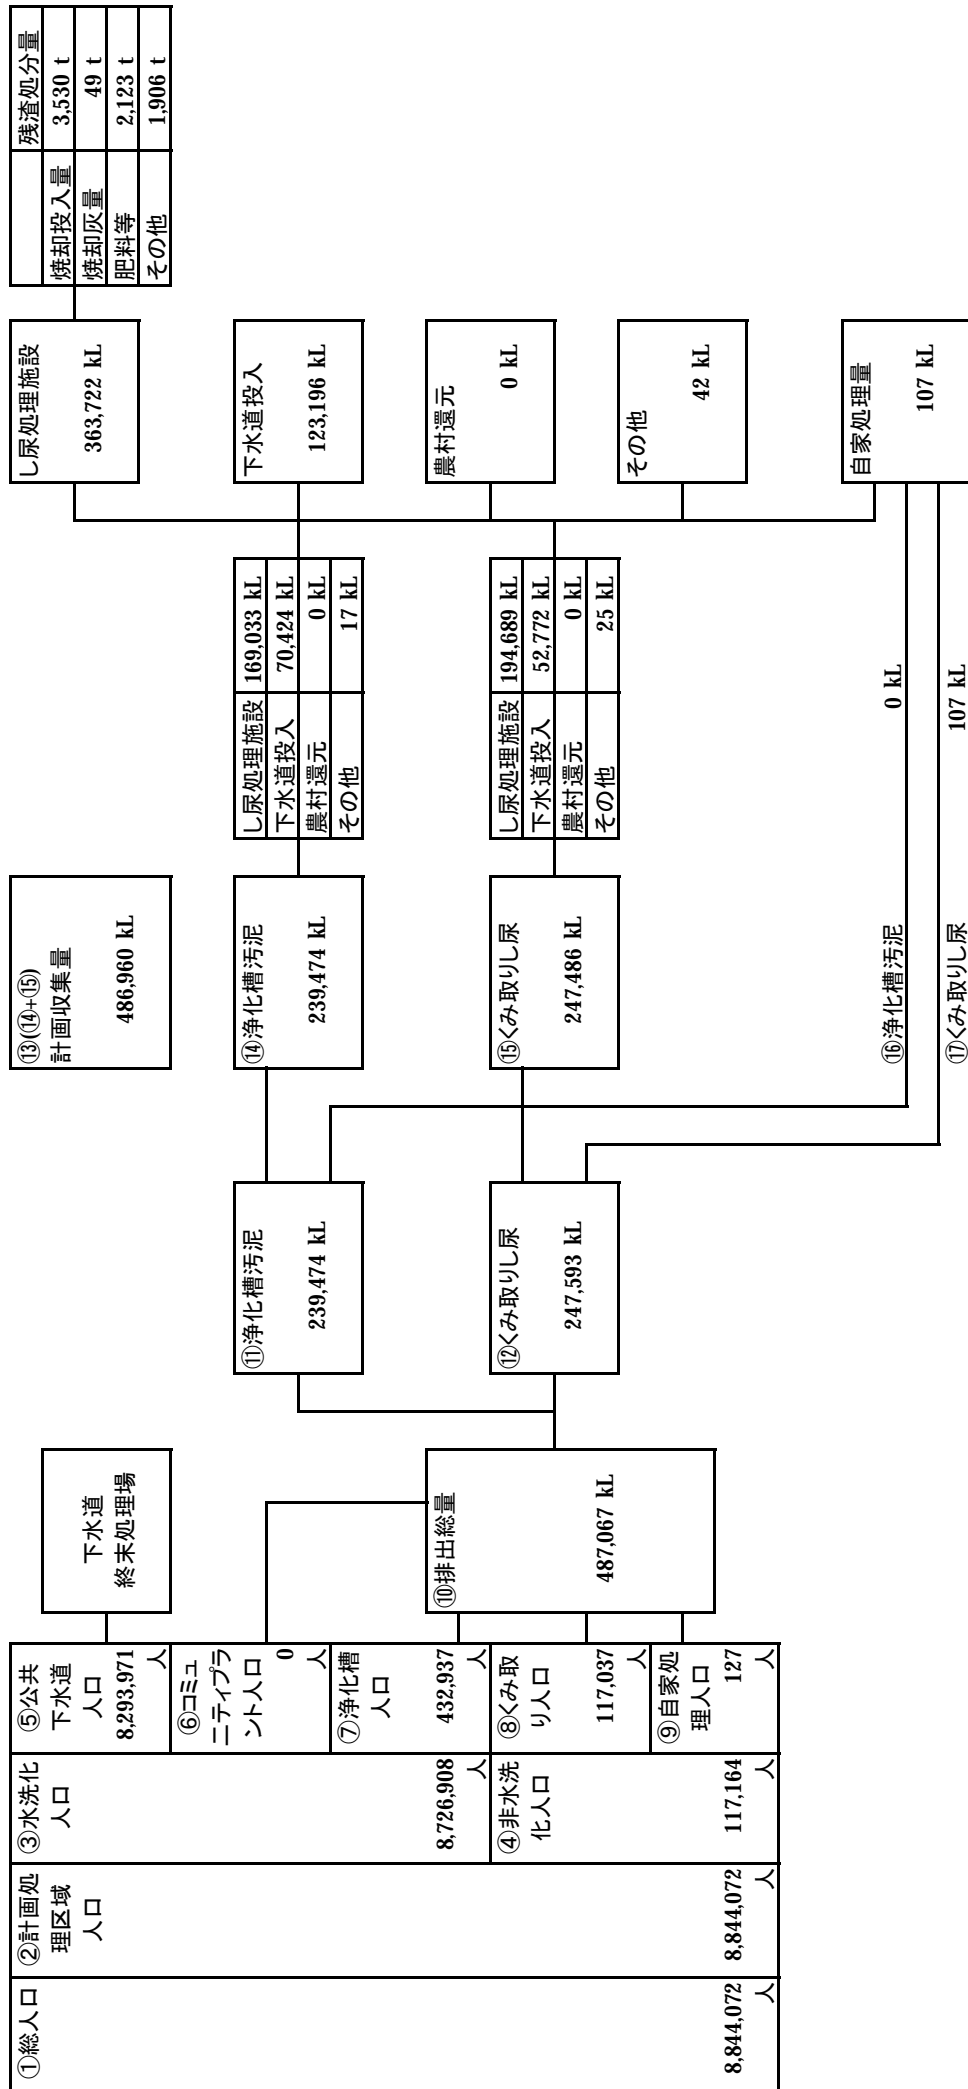 ①総人口
8,844,072
人
②計画処
理区域
人口
8,844,072
人
③水洗化
人口
8,726,908
人
④非水洗
化人口
117,164
人
⑤公共
下水道
人口
8,293,971
人
⑥コミュ
ニティプラ
ント人口
0
人
⑦浄化槽
人口
432,937
人
⑧くみ取
り人口
117,037
人
⑨自家処
理人口
127
人
下水道
終末処理場
⑩排出総量
487,067 kL
⑪浄化槽汚泥
239,474 kL
⑫くみ取りし尿
247,593 kL
⑬(⑭+⑮)
計画収集量
486,960 kL
⑭浄化槽汚泥
239,474 kL
⑮くみ取りし尿
247,486 kL
⑯浄化槽汚泥 0 kL
⑰くみ取りし尿 107 kL
し尿処理施設 169,033 kL
下水道投入 70,424 kL
農村還元 0 kL
その他 17 kL
し尿処理施設 194,689 kL
下水道投入 52,772 kL
農村還元 0 kL
その他 25 kL
し尿処理施設
363,722 kL
下水道投入
123,196 kL
農村還元
0 kL
その他
42 kL
自家処理量
107 kL
残渣処分量
焼却投入量 3,530 t
焼却灰量 49 t
肥料等 2,123 t
その他 1,906 t